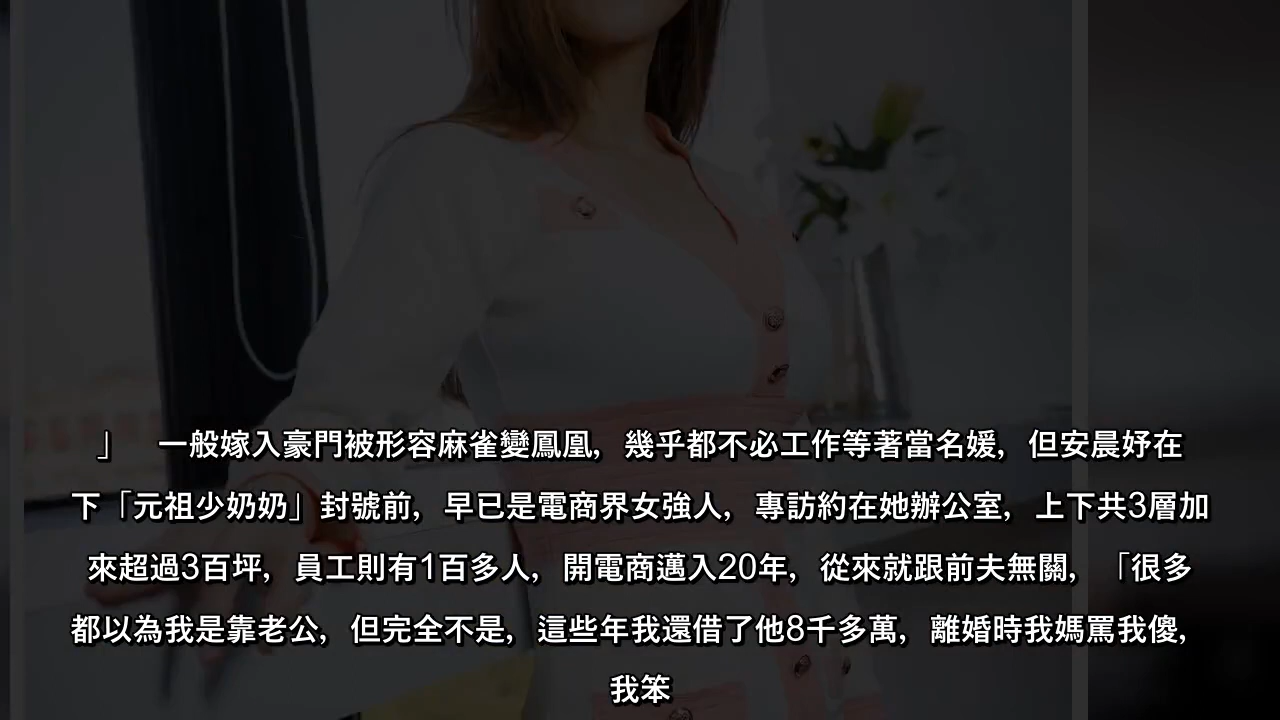 」　一般嫁入豪門被形容麻雀變鳳凰，幾乎都不必工作等著當名媛，但安晨妤在
下「元祖少奶奶」封號前，早已是電商界女強人，專訪約在她辦公室，上下共3層加
來超過3百坪，員工則有1百多人，開電商邁入20年，從來就跟前夫無關，「很多
都以為我是靠老公，但完全不是，這些年我還借了他8千多萬，離婚時我媽罵我傻，
我笨